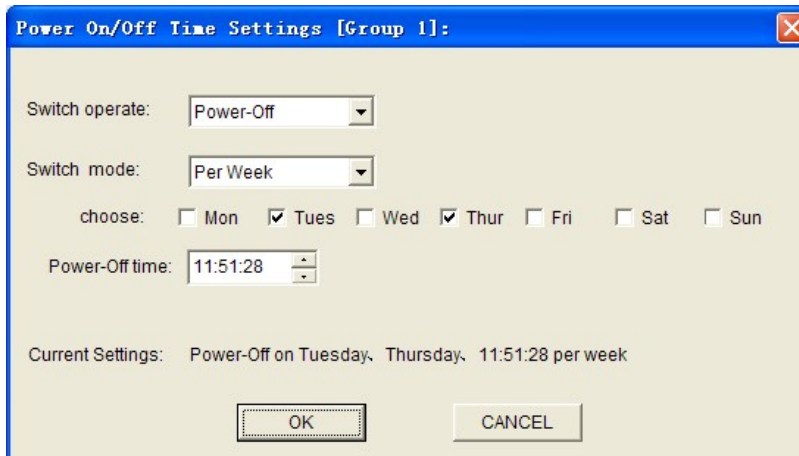 Power On/Off Time Settings [Group 1]:
Switch operate: Power-Off
Switch mode: Per Week
choose: Mon Tues Wed Thur Fri Sat Sun
Power-Off time: 11:51:28
Current Settings: Power-Off on Tuesday、Thursday、11:51:28 per week
OK CANCEL